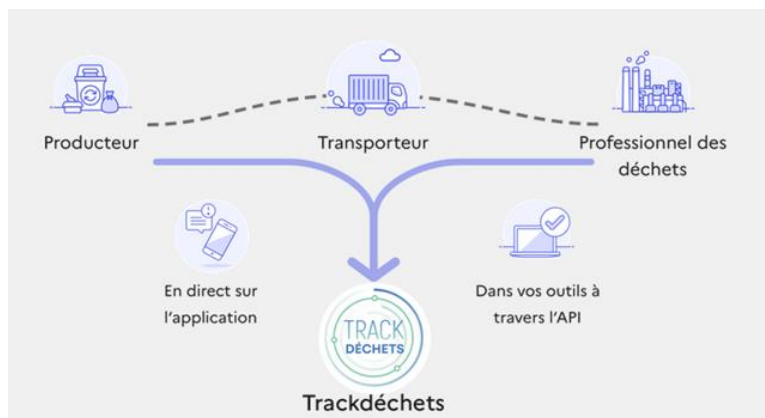 Producteur
Transporteur
Professionnel des
déchets
En direct sur
l'application
Dans vos outils à
travers l'API
TRACK
DÉCHETS
Trackdéchets